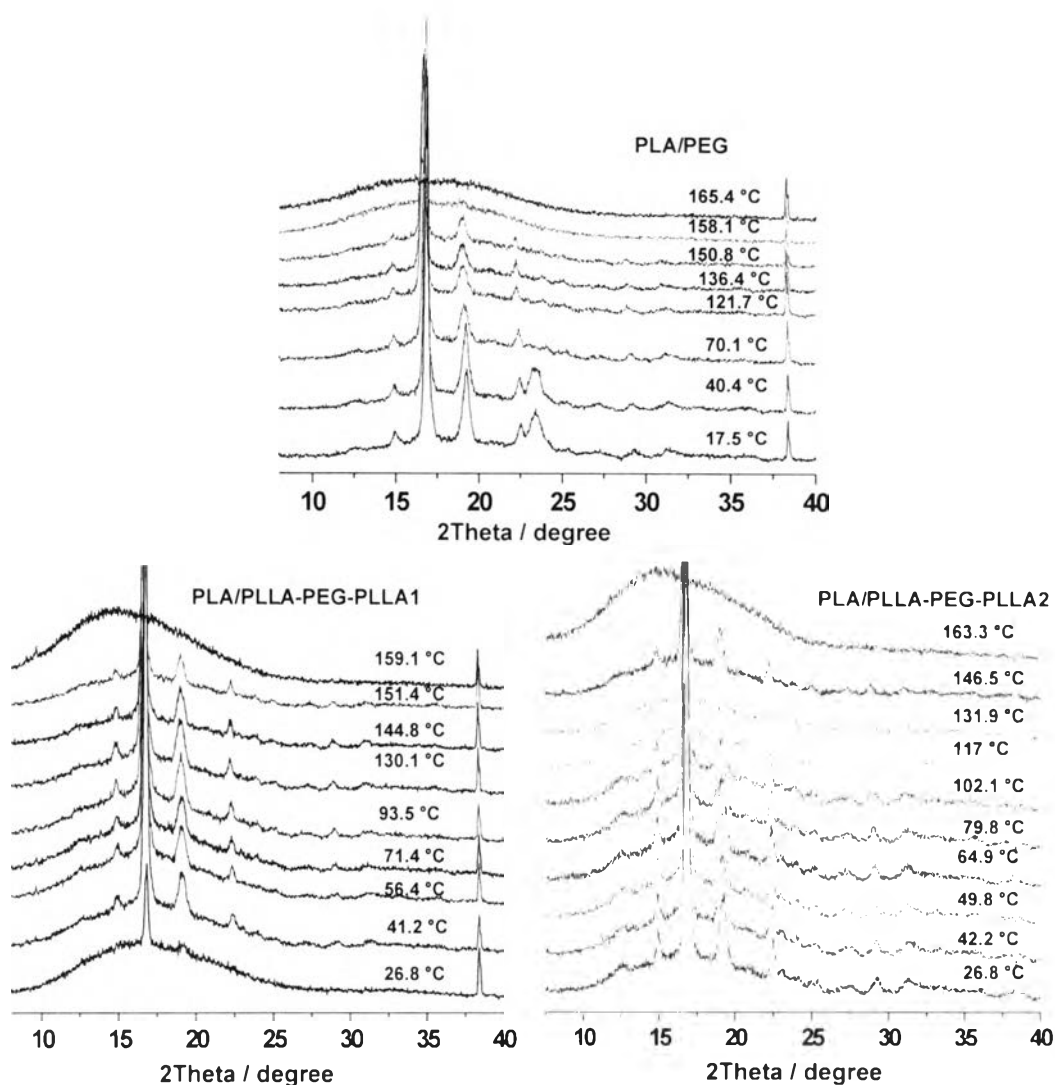 PLA/PEG
165.4 °C
158.1 °C
150.8 °C
136.4 °C
121.7 °C
70.1 °C
40.4 °C
17.5 °C
10 15 20 25 30 35 40
2Theta / degree
PLA/PLLA-PEG-PLLA1
159.1 °C
151.4 °C
144.8 °C
130.1 °C
93.5 °C
71.4 °C
56.4 °C
41.2 °C
26.8 °C
10 15 20 25 30 35 40
2Theta / degree
PLA/PLLA-PEG-PLLA2
163.3 °C
146.5 °C
131.9 °C
117 °C
102.1 °C
79.8 °C
64.9 °C
49.8 °C
42.2 °C
26.8 °C
10 15 20 25 30 35 40
2Theta / degree